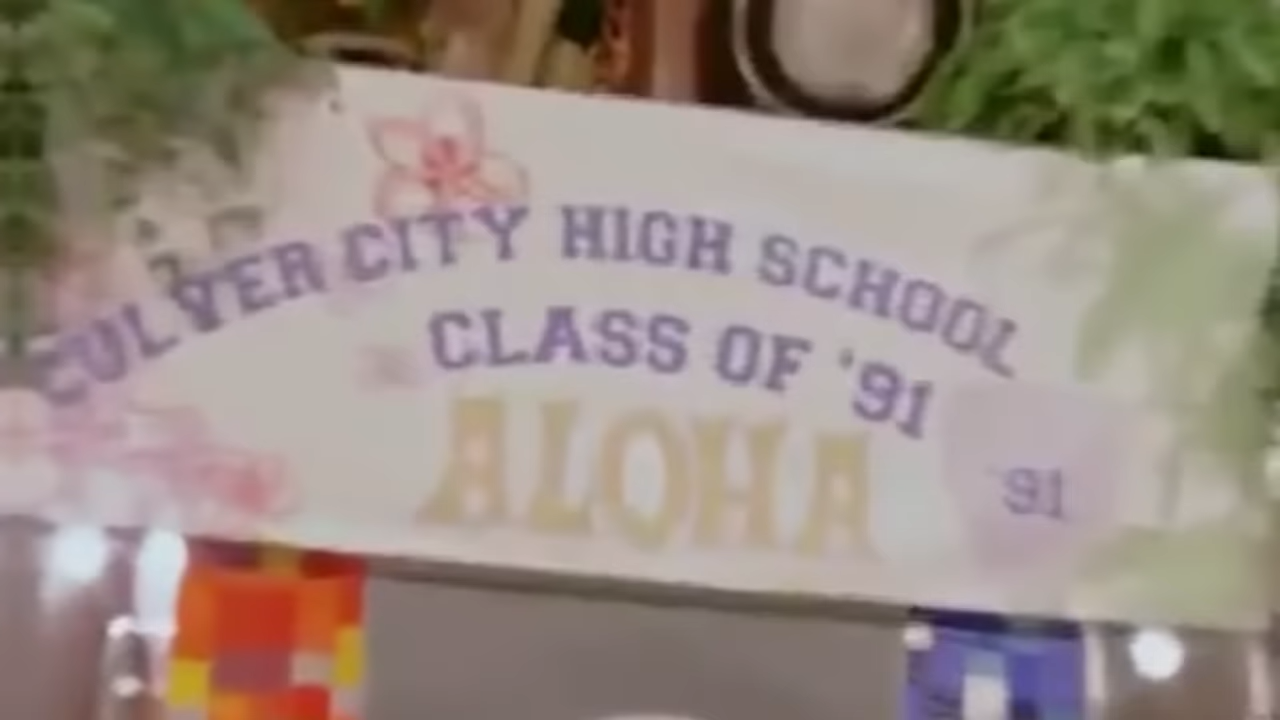 CULVER CITY HIGH SCHOOL
CLASS OF '91
ALOHA
'91